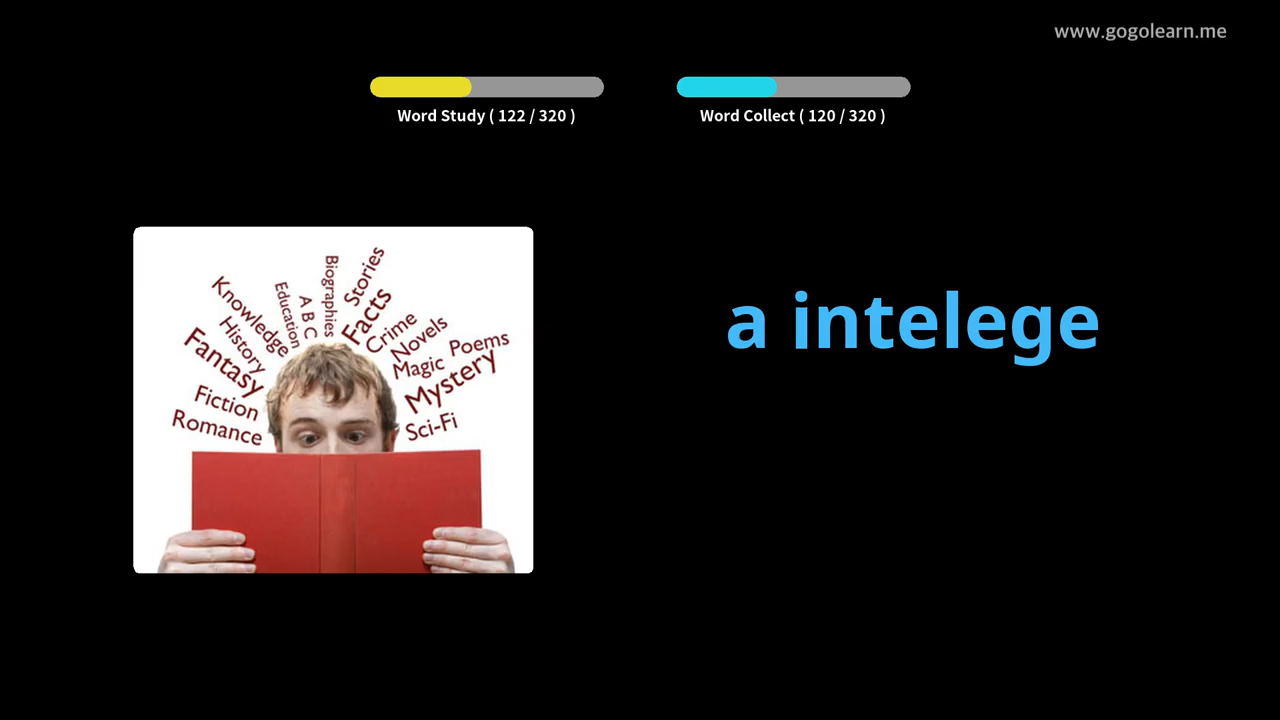 www.gogolearn.me
Word Study ( 122 / 320 )
Word Collect ( 120 / 320 )
a intelege
Knowledge
History
Fantasy
Fiction
Romance
Education
A B C
Biographies
Stories
Facts
Crime
Novels
Magic
Poems
Mystery
Sci-Fi